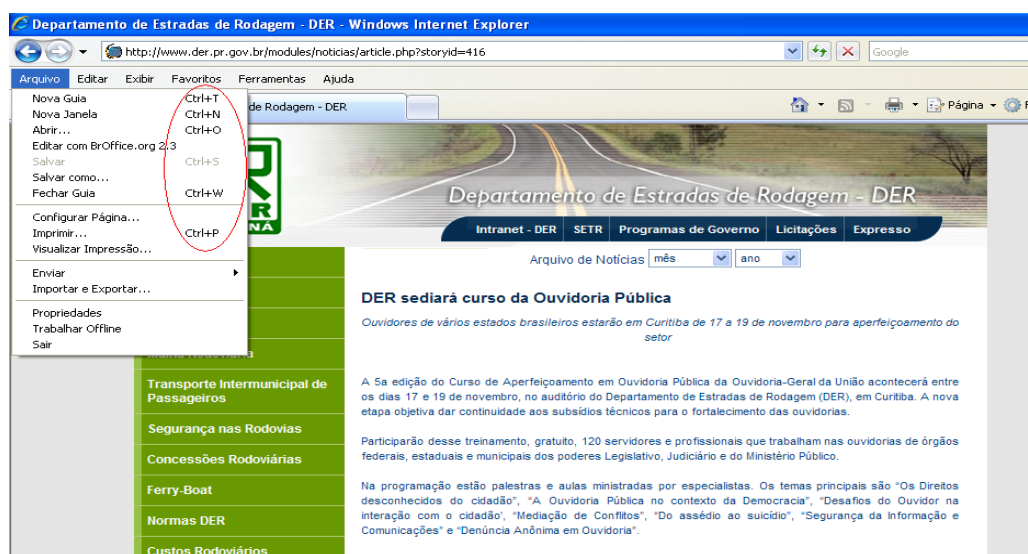 Departamento de Estradas de Rodagem - DER - Windows Internet Explorer
http://www.der.pr.gov.br/modules/noticias/article.php?storyid=416
Google
Arquivo Editar Exibir Favoritos Ferramentas Ajuda
Nova Guia Ctrl+T
de Rodagem - DER
Página
Nova Janela Ctrl+N
Abrir... Ctrl+O
Editar com BrOffice.org 2.3
Salvar Ctrl+S
Salvar como...
Fechar Guia Ctrl+W
Configurar Página...
Imprimir... Ctrl+P
Visualizar Impressão...
Enviar
Importar e Exportar...
Propriedades
Trabalhar Offline
Sair
Departamento de Estradas de Rodagem - DER
Intranet - DER SETR Programas de Governo Licitações Expresso
Arquivo de Notícias mês ano
Transporte Intermunicipal de
Passageiros
Segurança nas Rodovias
Concessões Rodoviárias
Ferry-Boat
Normas DER
Custos Rodoviários
DER sediará curso da Ouvidoria Pública
Ouvidores de vários estados brasileiros estarão em Curitiba de 17 a 19 de novembro para aperfeiçoamento do
setor
A 5a edição do Curso de Aperfeiçoamento em Ouvidoria Pública da Ouvidoria-Geral da União acontecerá entre
os dias 17 e 19 de novembro, no auditório do Departamento de Estradas de Rodagem (DER), em Curitiba. A nova
etapa objetiva dar continuidade aos subsídios técnicos para o fortalecimento das ouvidorias.
Participarão desse treinamento, gratuito, 120 servidores e profissionais que trabalham nas ouvidorias de órgãos
federais, estaduais e municipais dos poderes Legislativo, Judiciário e do Ministério Público.
Na programação estão palestras e aulas ministradas por especialistas. Os temas principais são “Os Direitos
desconhecidos do cidadão”, “A Ouvidoria Pública no contexto da Democracia”, “Desafios do Ouvidor na
interação com o cidadão’, “Mediação de Conflitos”, “Do assédio ao suicídio”, “Segurança da Informação e
Comunicações” e “Denúncia Anônima em Ouvidoria”.